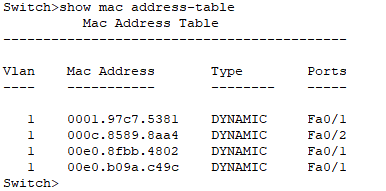 Switch>show mac address-table
          Mac Address Table
-------------------------------------------
Vlan    Mac Address       Type        Ports
----    -----------       --------    -----
   1    0001.97c7.5381    DYNAMIC     Fa0/1
   1    000c.8589.8aa4    DYNAMIC     Fa0/2
   1    00e0.8fbb.4802    DYNAMIC     Fa0/1
   1    00e0.b09a.c49c    DYNAMIC     Fa0/1
Switch>